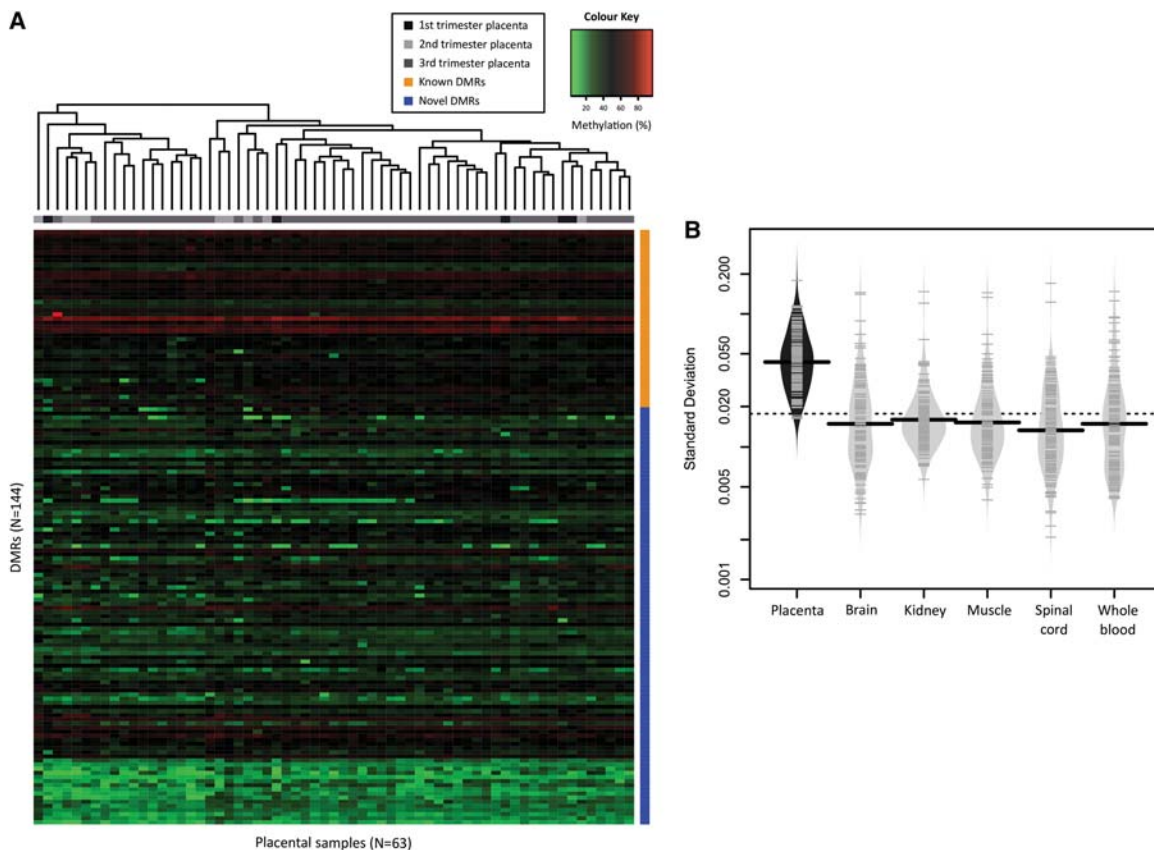 A
1st trimester placenta
2nd trimester placenta
3rd trimester placenta
Known DMRs
Novel DMRs
Colour Key
20 40 60 80
Methylation (%)
DMRs (N=144)
Placental samples (N=63)
B
Standard Deviation
0.200
0.050
0.020
0.005
0.001
Placenta
Brain
Kidney
Muscle
Spinal
cord
Whole
blood